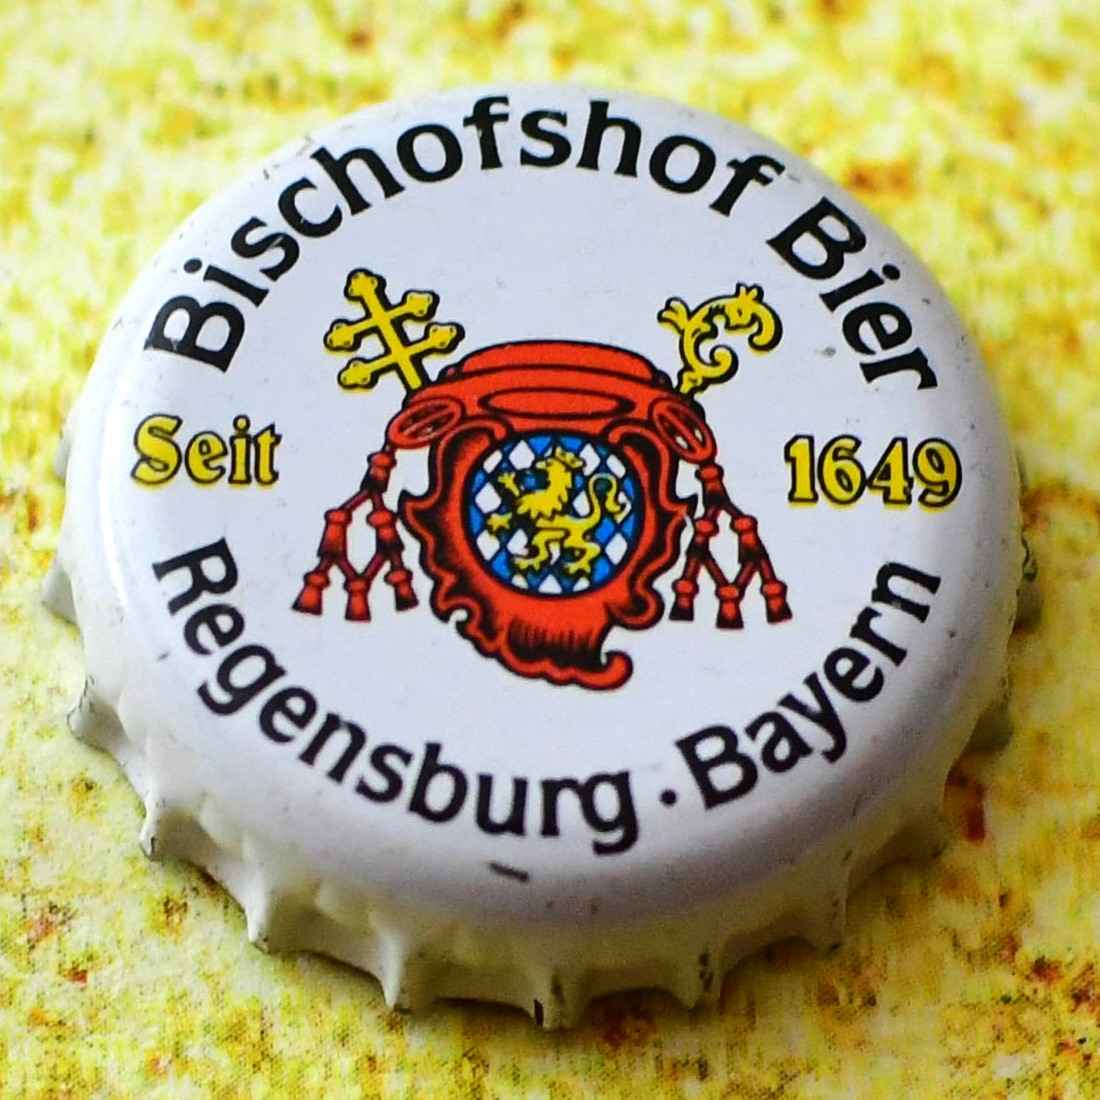 Bischofshof Bier
Seit 1649
Regensburg · Bayern